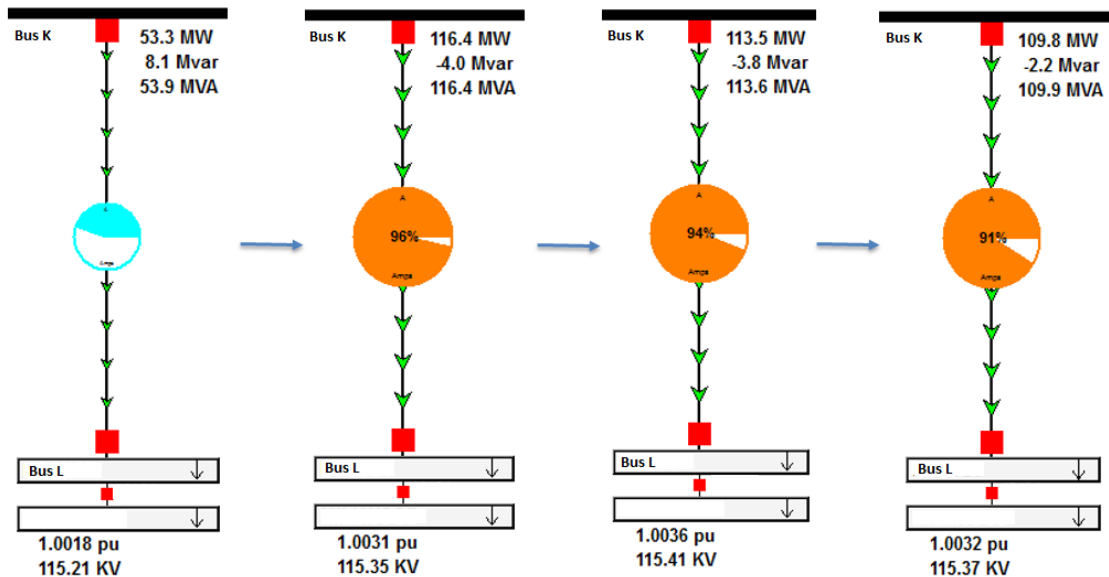 Bus K
53.3 MW
8.1 Mvar
53.9 MVA
A
Amps
Bus L
1.0018 pu
115.21 KV
Bus K
116.4 MW
-4.0 Mvar
116.4 MVA
A
96%
Amps
Bus L
1.0031 pu
115.35 KV
Bus K
113.5 MW
-3.8 Mvar
113.6 MVA
A
94%
Amps
Bus L
1.0036 pu
115.41 KV
Bus K
109.8 MW
-2.2 Mvar
109.9 MVA
A
91%
Amps
Bus L
1.0032 pu
115.37 KV